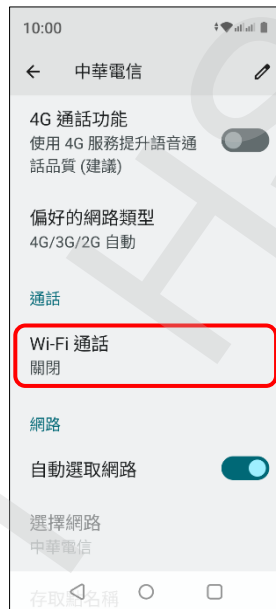 10:00
中華電信
4G 通話功能
使用 4G 服務提升語音通
話品質 (建議)
偏好的網路類型
4G/3G/2G 自動
通話
Wi-Fi 通話
關閉
網路
自動選取網路
選擇網路
中華電信
存取點名稱